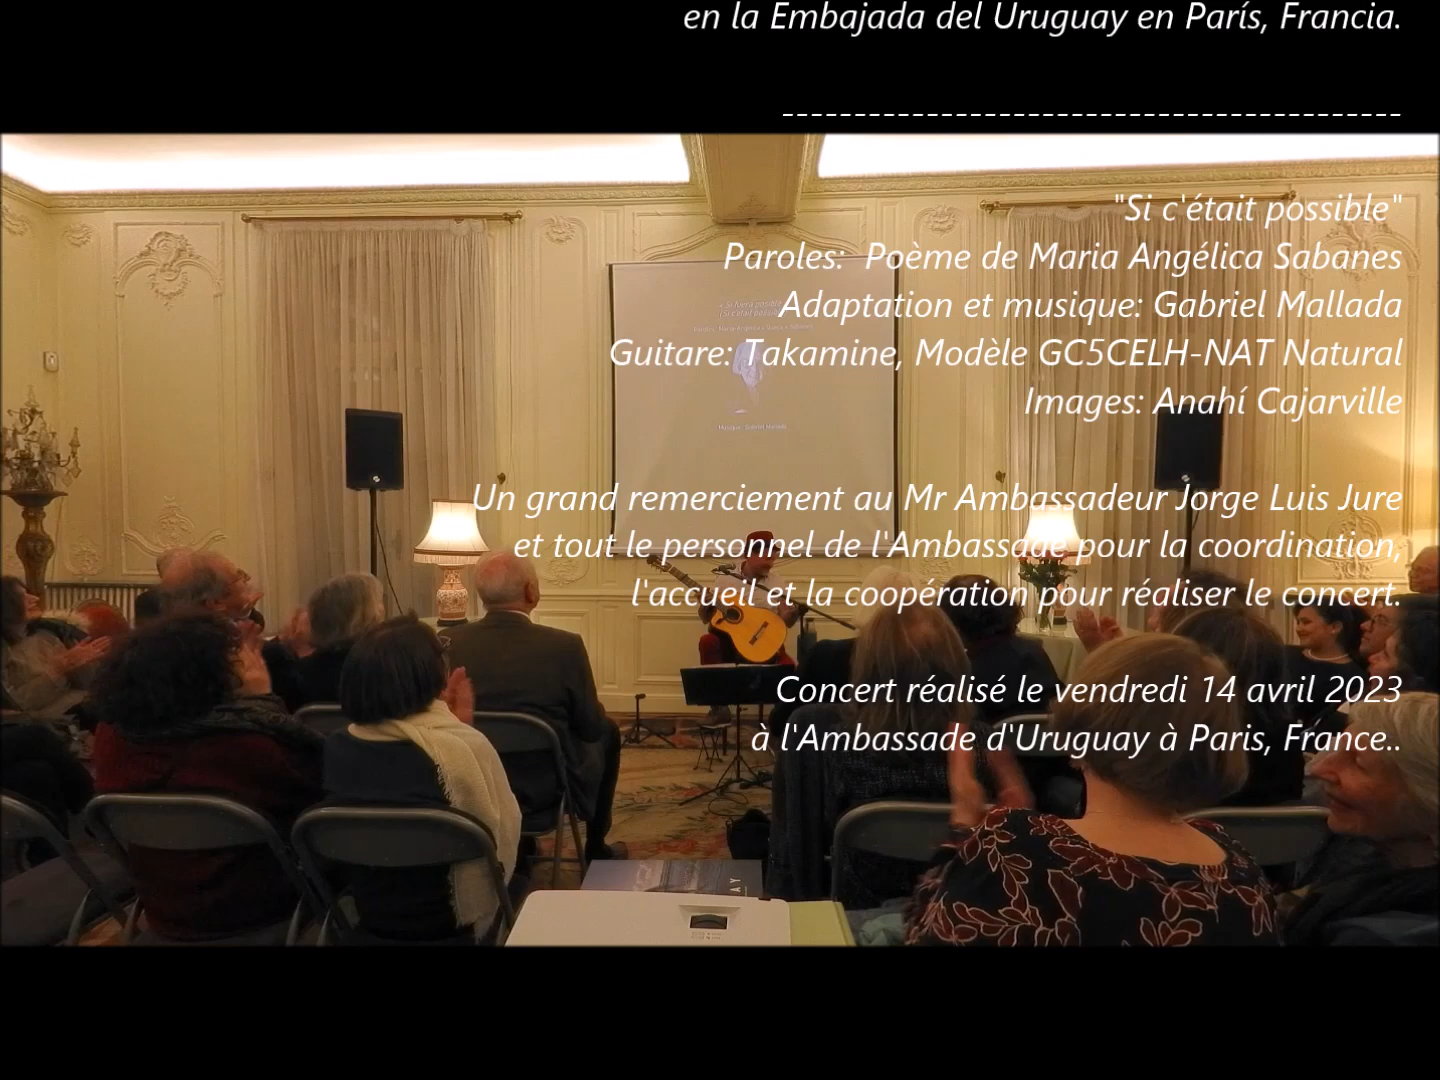 en la Embajada del Uruguay en París, Francia.
-------------------------------------------
"Si c'était possible"
Paroles:  Poème de Maria Angélica Sabanes
Adaptation et musique: Gabriel Mallada
Guitare: Takamine, Modèle GC5CELH-NAT Natural
Images: Anahí Cajarville
Un grand remerciement au Mr Ambassadeur Jorge Luis Jure
et tout le personnel de l'Ambassade pour la coordination,
l'accueil et la coopération pour réaliser le concert.
Concert réalisé le vendredi 14 avril 2023
à l'Ambassade d'Uruguay à Paris, France..